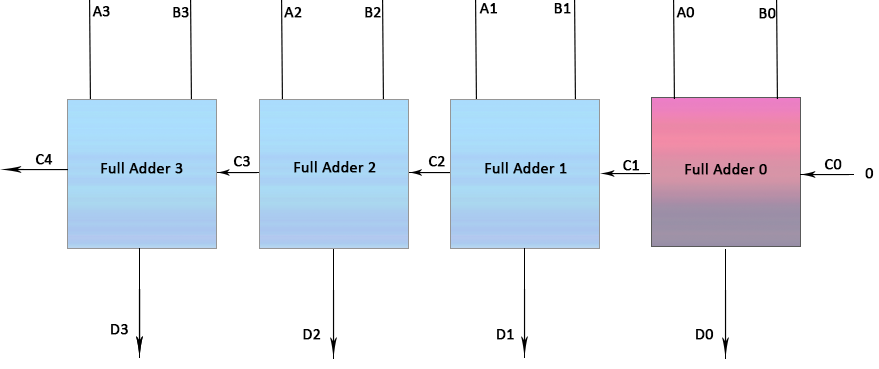 A3 B3 A2 B2 A1 B1 A0 B0
C4 Full Adder 3 C3 Full Adder 2 C2 Full Adder 1 C1 Full Adder 0 C0 0
D3 D2 D1 D0